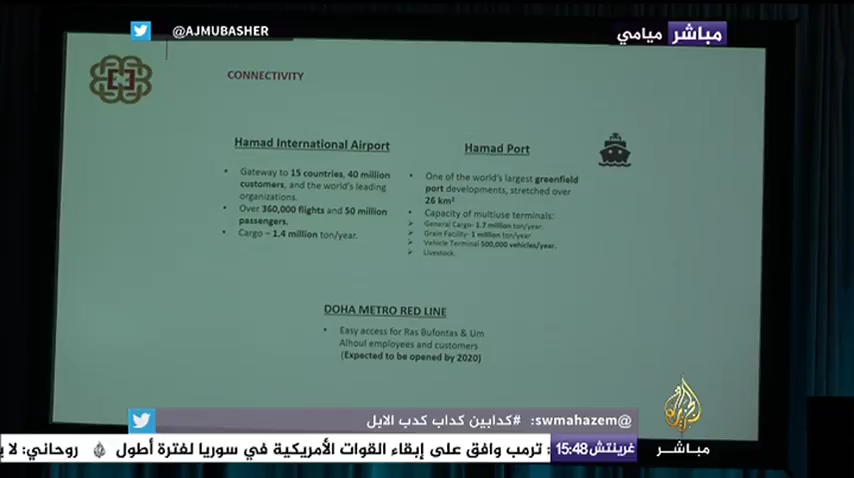 @AJMUBASHER
مباشر ميامي
CONNECTIVITY
Hamad International Airport
• Gateway to 15 countries, 40 million
customers, and the world's leading
organizations.
• Over 360,000 flights and 50 million
passengers.
• Cargo – 1.4 million ton/year.
Hamad Port
• One of the world's largest greenfield
port developments, stretched over
26 km²
• Capacity of multiuse terminals:
➢ General Cargo- 1.7 million ton/year.
➢ Grain Facility- 1 million ton/year
➢ Vehicle Terminal 500,000 vehicles/year.
➢ Livestock.
DOHA METRO RED LINE
• Easy access for Ras Bufontas & Um
Alhoul employees and customers
(Expected to be opened by 2020)
@swmahazem: #كدابين كداب كدب الابل
الجزيرة
مباشر
غرينتش 15:48 : ترمب وافق على إبقاء القوات الأمريكية في سوريا لفترة أطول روحاني: لا